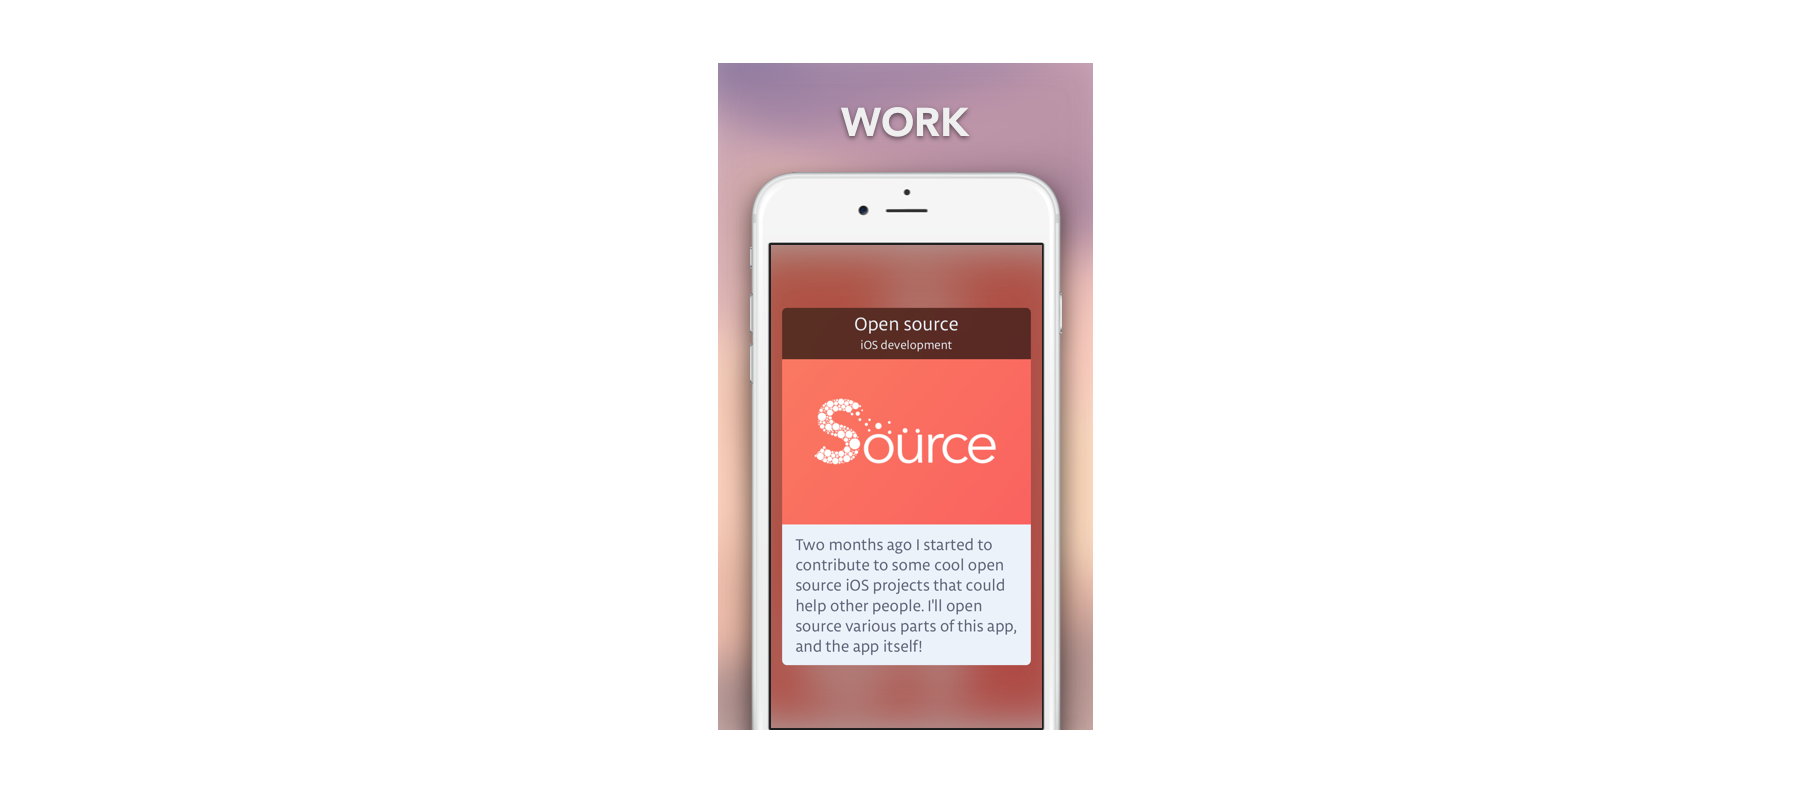 WORK
Open source
iOS development
Soürce
Two months ago I started to
contribute to some cool open
source iOS projects that could
help other people. I'll open
source various parts of this app,
and the app itself!